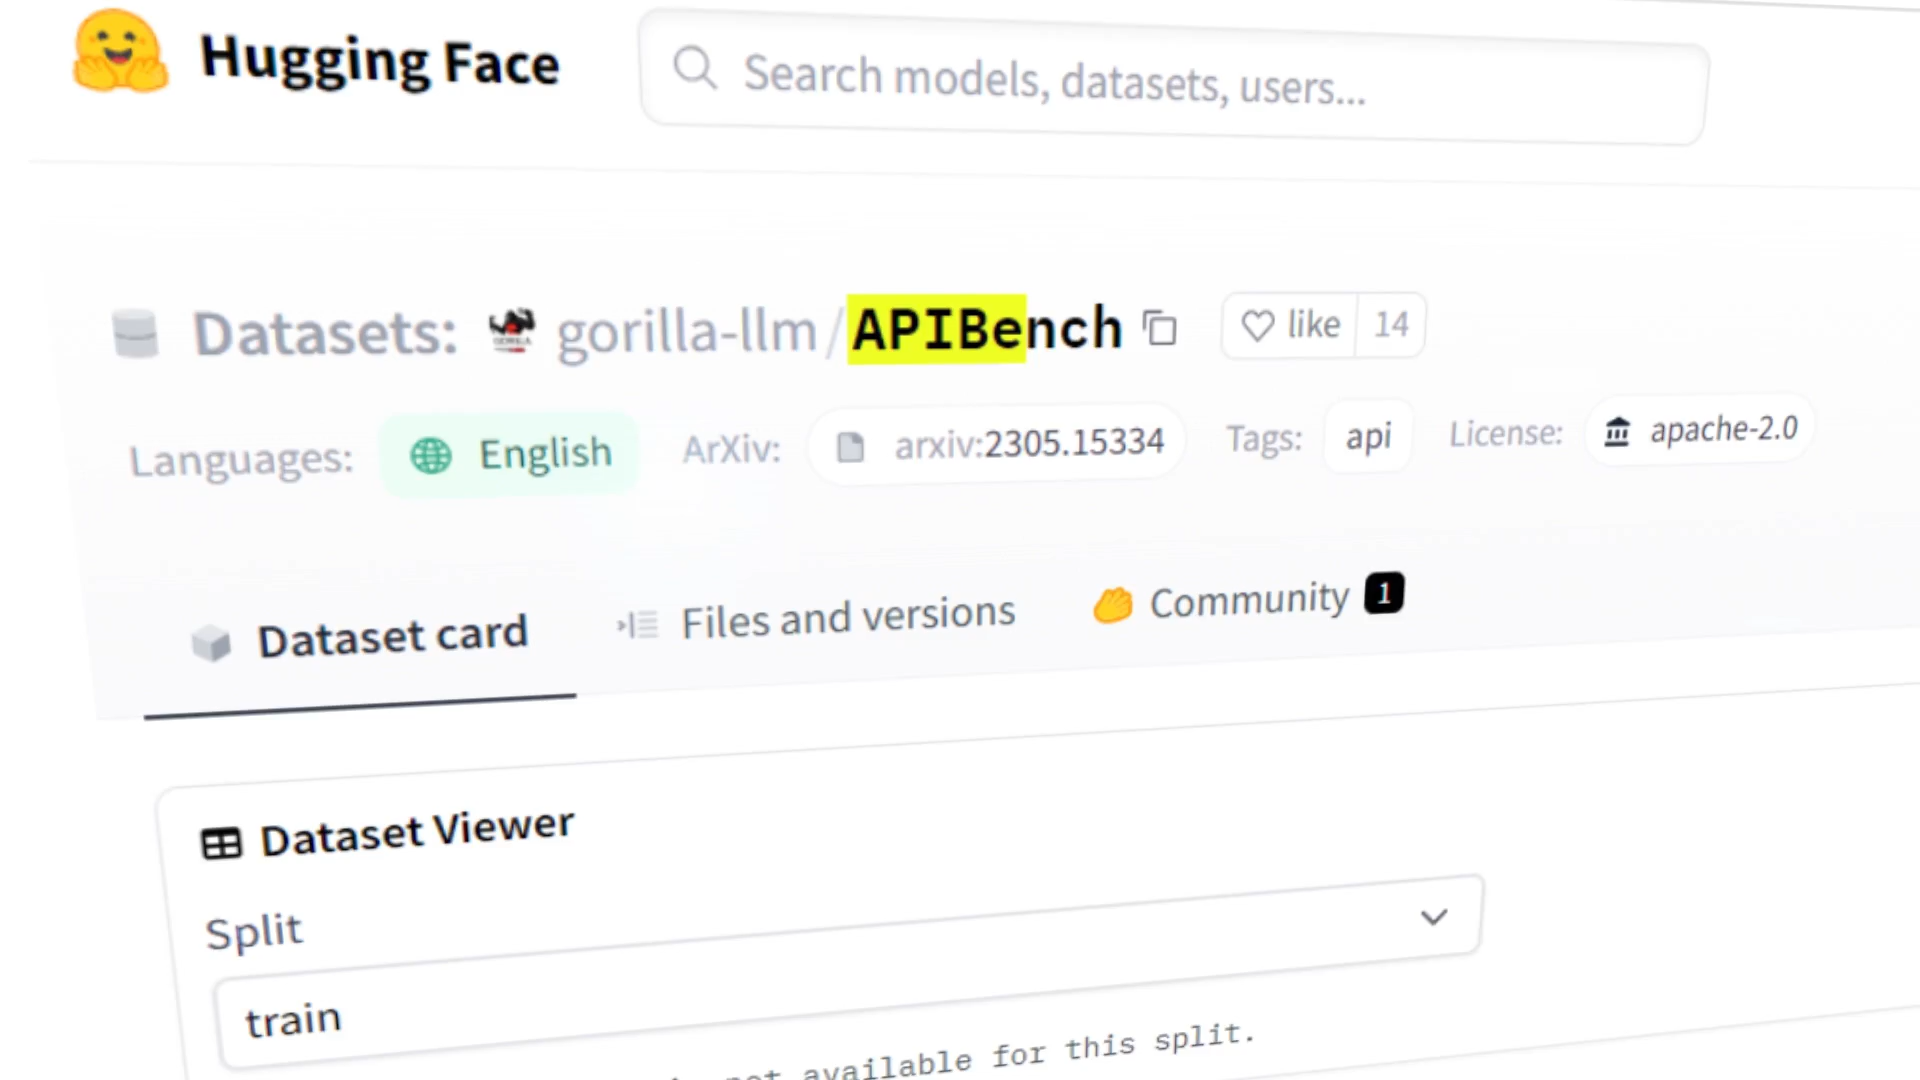 Hugging Face
Search models, datasets, users...
Datasets: gorilla-llm/APIBench like 14
Languages: English ArXiv: arxiv:2305.15334 Tags: api License: apache-2.0
Dataset card Files and versions Community 1
Dataset Viewer
Split
train
not available for this split.